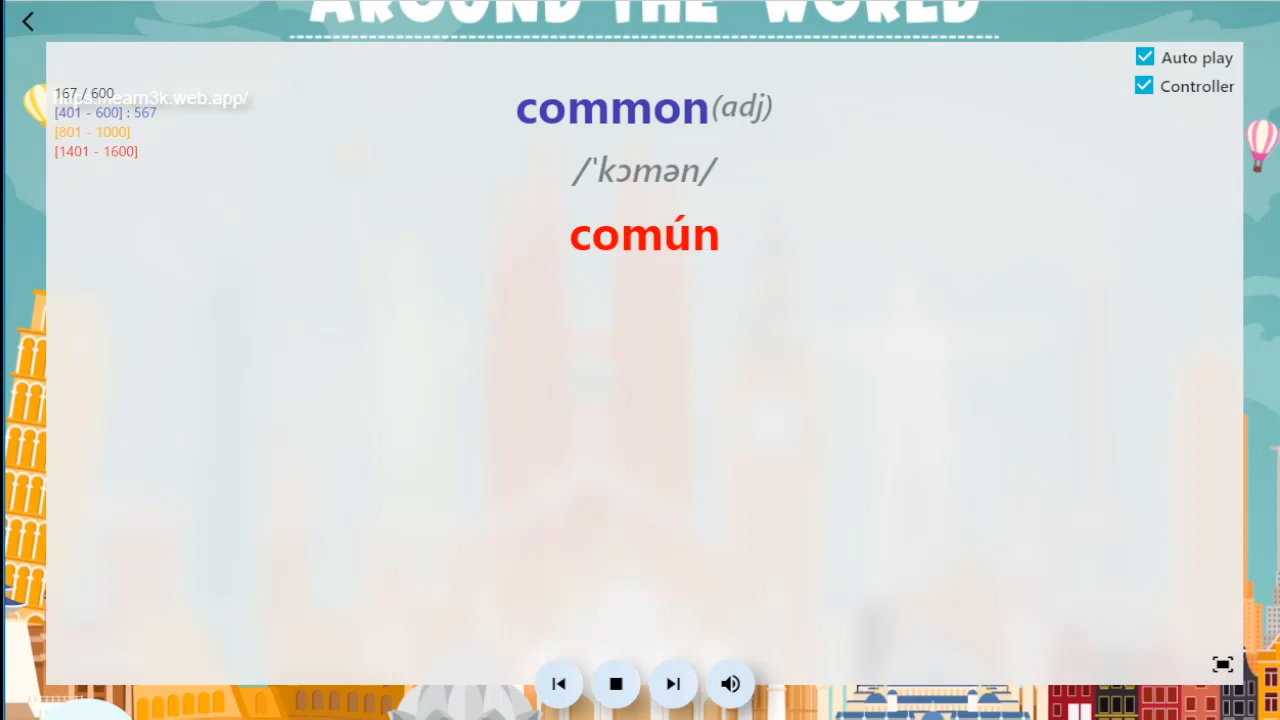 AROUND THE WORLD
Auto play
Controller
167 / 600
https://learn3k.web.app/
[401 - 600] : 567
[801 - 1000]
[1401 - 1600]
common(adj)
/'kɔmən/
común